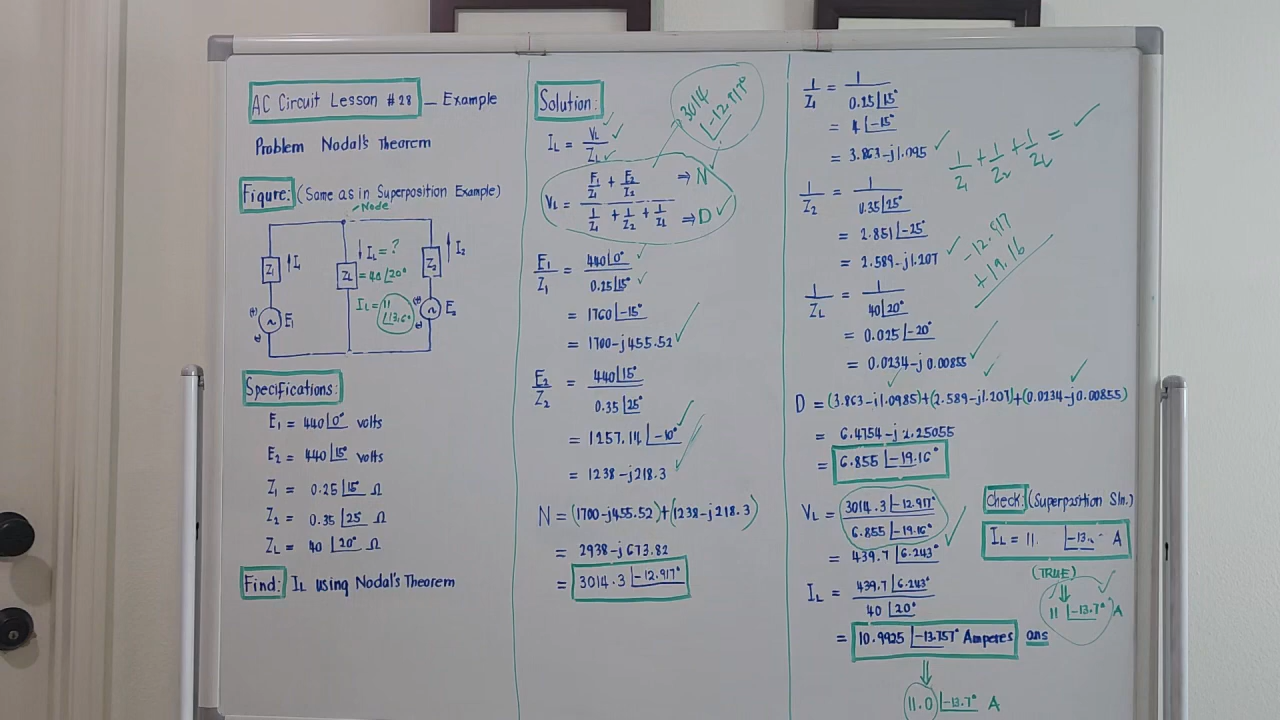 AC Circuit Lesson #28 — Example
Problem Nodal's Theorem
Figure: (Same as in Superposition Example)
Node
Z1 ↑I1 ↓IL = ? Z2 ↑I2
ZL = 40 ∠20°
IL = 11 ∠13.6°
(+) E1 (-)
(+) E2 (-)
Specifications:
E1 = 440∠0° volts
E2 = 440∠15° volts
Z1 = 0.25∠15° Ω
Z2 = 0.35∠25 Ω
ZL = 40∠20° Ω
Find: IL using Nodal's Theorem
Solution:
3014 ∠-12.917°
IL = VL / ZL
VL = (E1/Z1 + E2/Z2) / (1/Z1 + 1/Z2 + 1/ZL)
⇒ N
⇒ D
E1/Z1 = 440∠0° / 0.25∠15°
= 1760∠-15°
= 1700-j455.52
E2/Z2 = 440∠15° / 0.35∠25°
= 1257.14∠-10°
= 1238-j218.3
N = (1700-j455.52)+(1238-j218.3)
= 2938-j673.82
= 3014.3∠-12.917°
1/Z1 = 1 / 0.25∠15°
= 4∠-15°
= 3.863-j1.095
1/Z1 + 1/Z2 + 1/ZL =
1/Z2 = 1 / 0.35∠25°
= 2.851∠-25°
= 2.589-j1.207
-12.917
+19.16
1/ZL = 1 / 40∠20°
= 0.025∠-20°
= 0.0234-j0.00855
D = (3.863-j1.0985)+(2.589-j1.207)+(0.0234-j0.00855)
= 6.4754-j2.25055
= 6.855∠-19.16°
VL = 3014.3∠-12.917° / 6.855∠-19.16°
= 439.7∠6.243°
IL = 439.7∠6.243° / 40∠20°
= 10.9925∠-13.757° Amperes ans
⇓
11.0∠-13.7° A
Check: (Superposition Sln.)
IL = 11. A
(TRUE)
⇓
11∠-13.7° A